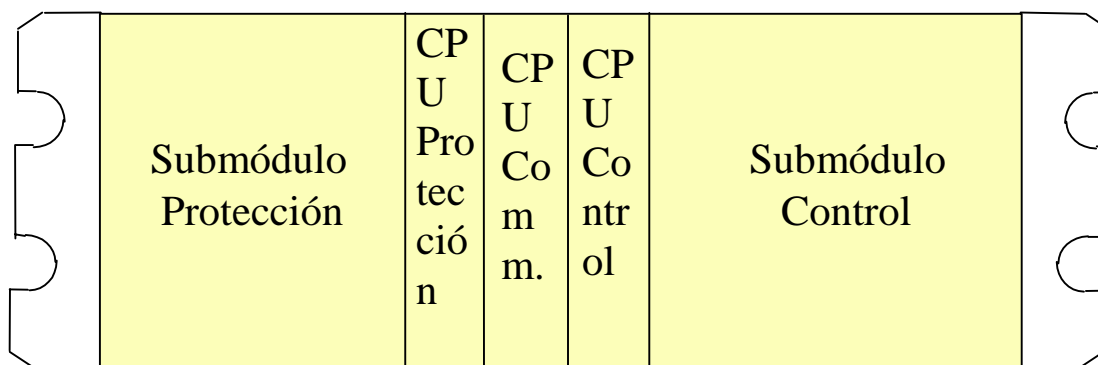 Submódulo
Protección
CP
U
Pro
tec
ció
n
CP
U
Co
m
m.
CP
U
Co
ntr
ol
Submódulo
Control